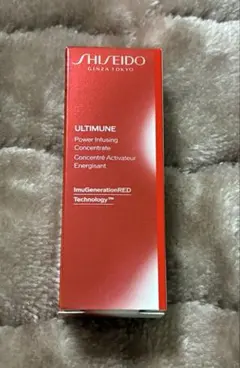 SHISEIDO
GINZA TOKYO
ULTIMUNE
Power Infusing
Concentrate
Concentré Activateur
Energisant
ImuGenerationRED
Technology™